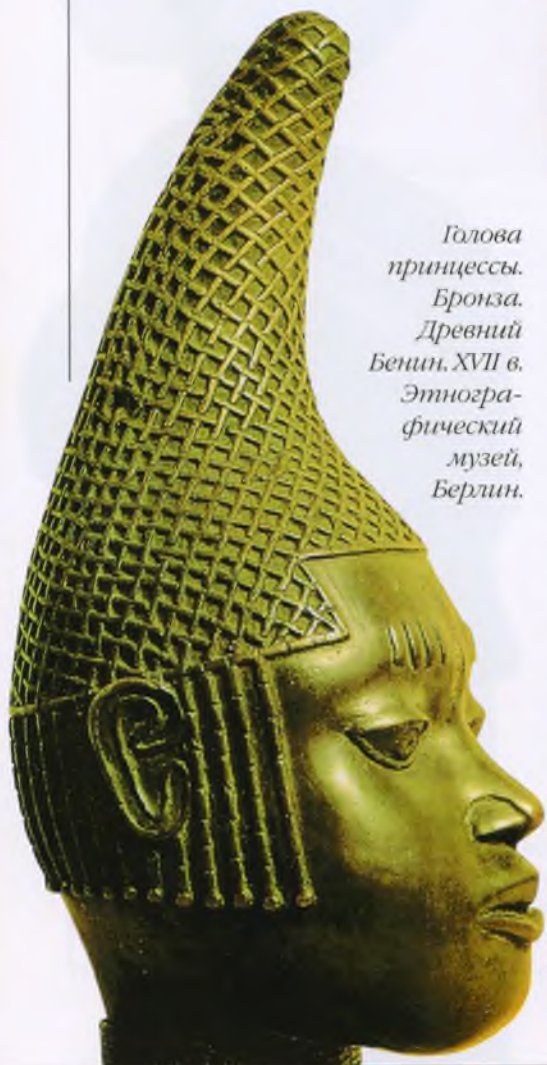 Голова
принцессы.
Бронза.
Древний
Бенин. XVII в.
Этногра-
фический
музей,
Берлин.